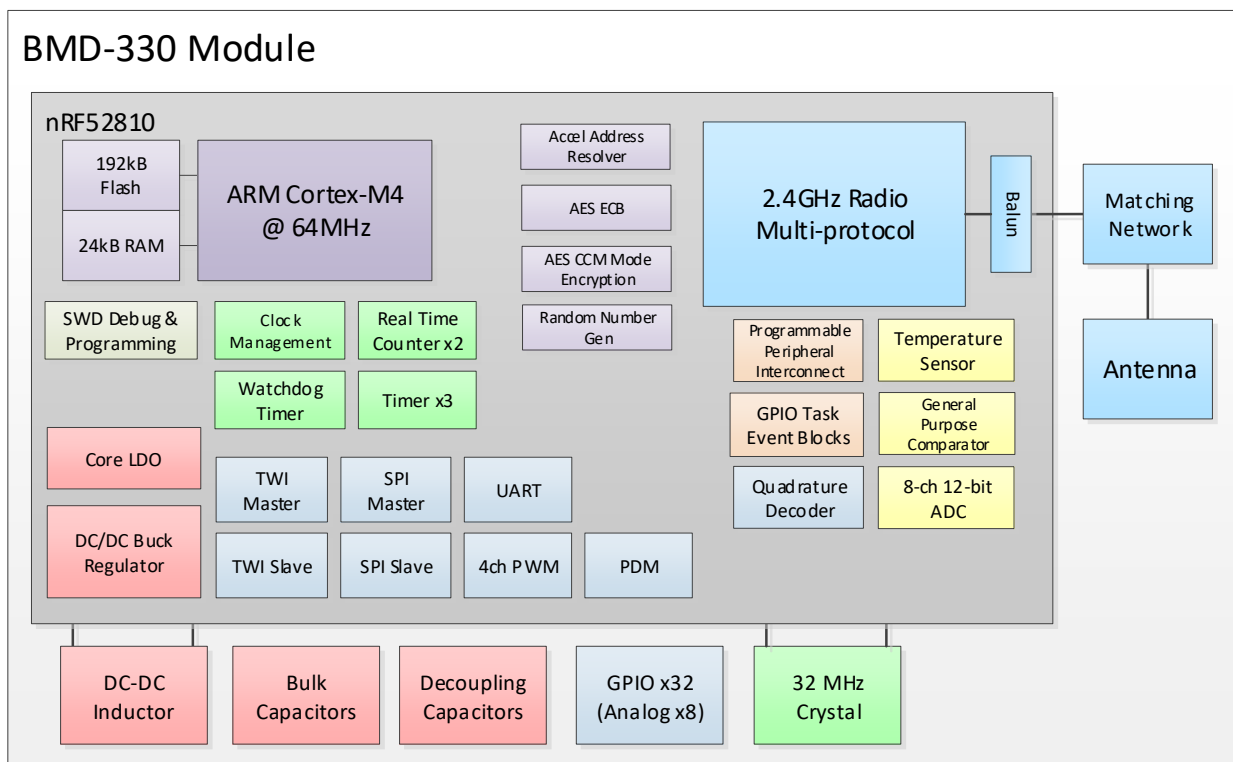 BMD-330 Module
nRF52810
192kB
Flash
24kB RAM
ARM Cortex-M4
@ 64MHz
Accel Address
Resolver
AES ECB
AES CCM Mode
Encryption
Random Number
Gen
2.4GHz Radio
Multi-protocol
Balun
Matching
Network
Antenna
SWD Debug &
Programming
Clock
Management
Real Time
Counter x2
Watchdog
Timer
Timer x3
Programmable
Peripheral
Interconnect
Temperature
Sensor
GPIO Task
Event Blocks
General
Purpose
Comparator
Quadrature
Decoder
8-ch 12-bit
ADC
Core LDO
DC/DC Buck
Regulator
TWI
Master
SPI
Master
UART
TWI Slave
SPI Slave
4ch PWM
PDM
DC-DC
Inductor
Bulk
Capacitors
Decoupling
Capacitors
GPIO x32
(Analog x8)
32 MHz
Crystal